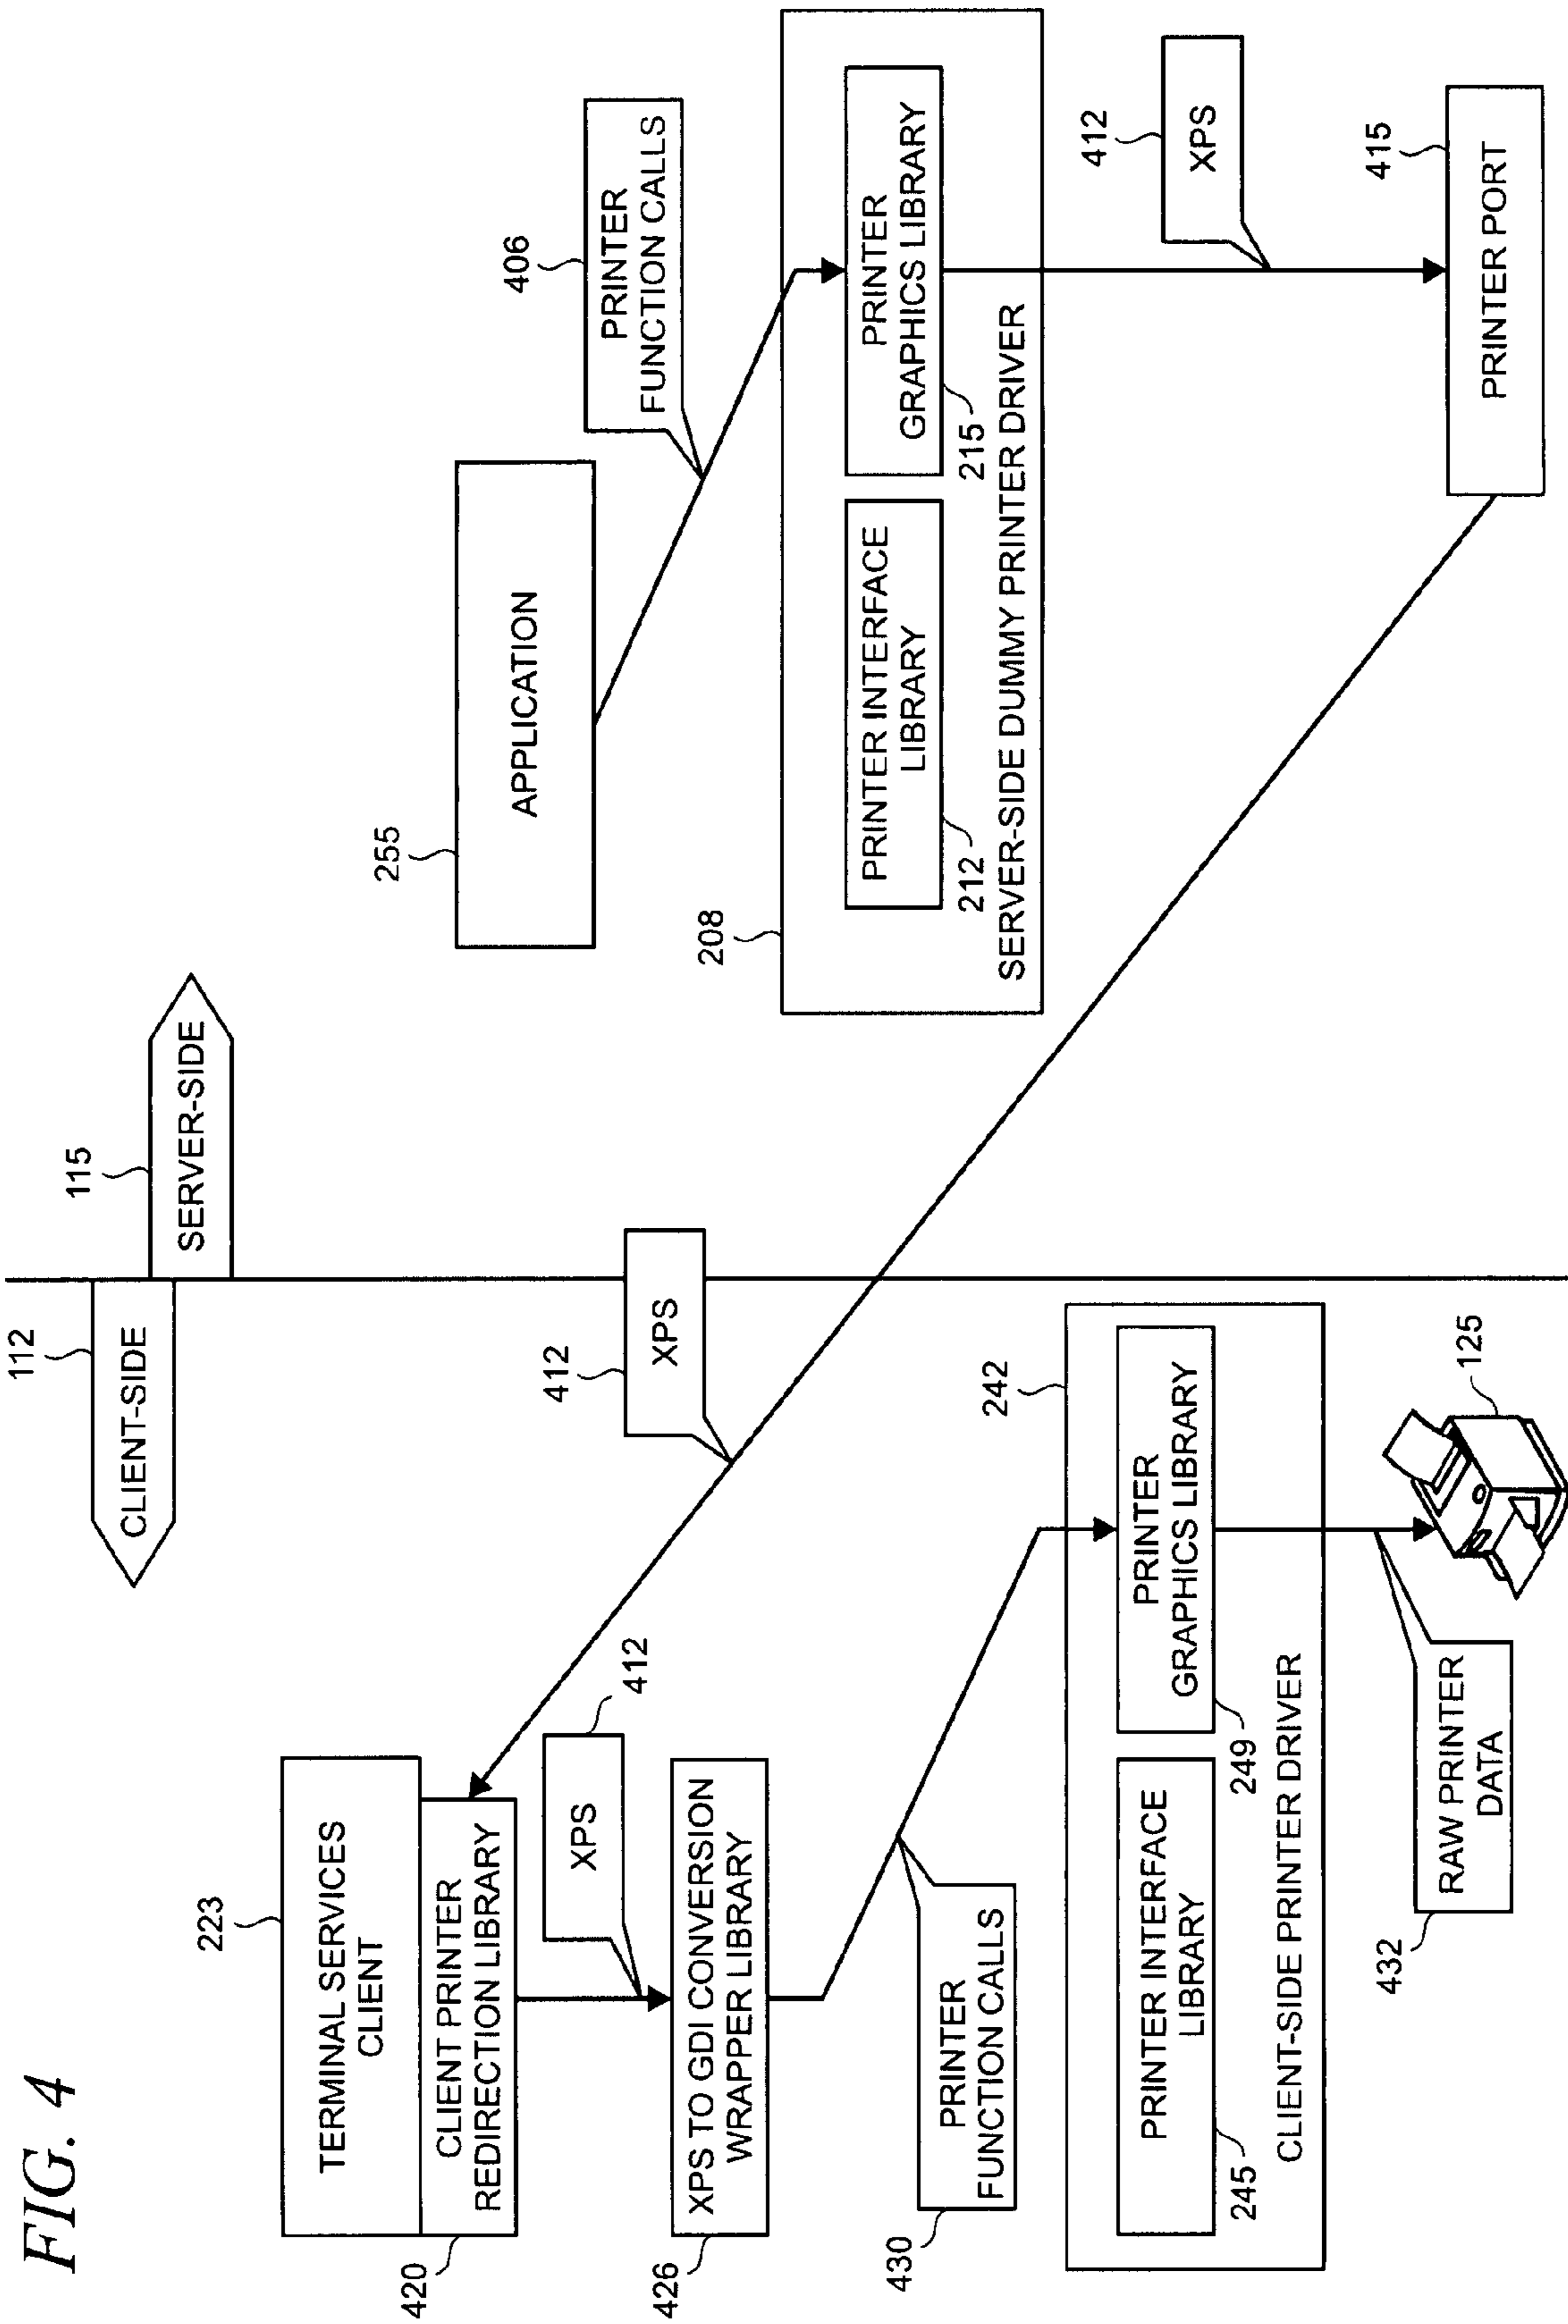 FIG. 4
112
CLIENT-SIDE
115
SERVER-SIDE
223
TERMINAL SERVICES
CLIENT
420
CLIENT PRINTER
REDIRECTION LIBRARY
XPS
412
426
XPS TO GDI CONVERSION
WRAPPER LIBRARY
412
XPS
430
PRINTER
FUNCTION CALLS
242
PRINTER INTERFACE
LIBRARY
245
PRINTER
GRAPHICS LIBRARY
249
CLIENT-SIDE PRINTER DRIVER
432
RAW PRINTER
DATA
125
255
APPLICATION
406
PRINTER
FUNCTION CALLS
208
PRINTER INTERFACE
LIBRARY
212
PRINTER
GRAPHICS LIBRARY
215
SERVER-SIDE DUMMY PRINTER DRIVER
412
XPS
415
PRINTER PORT